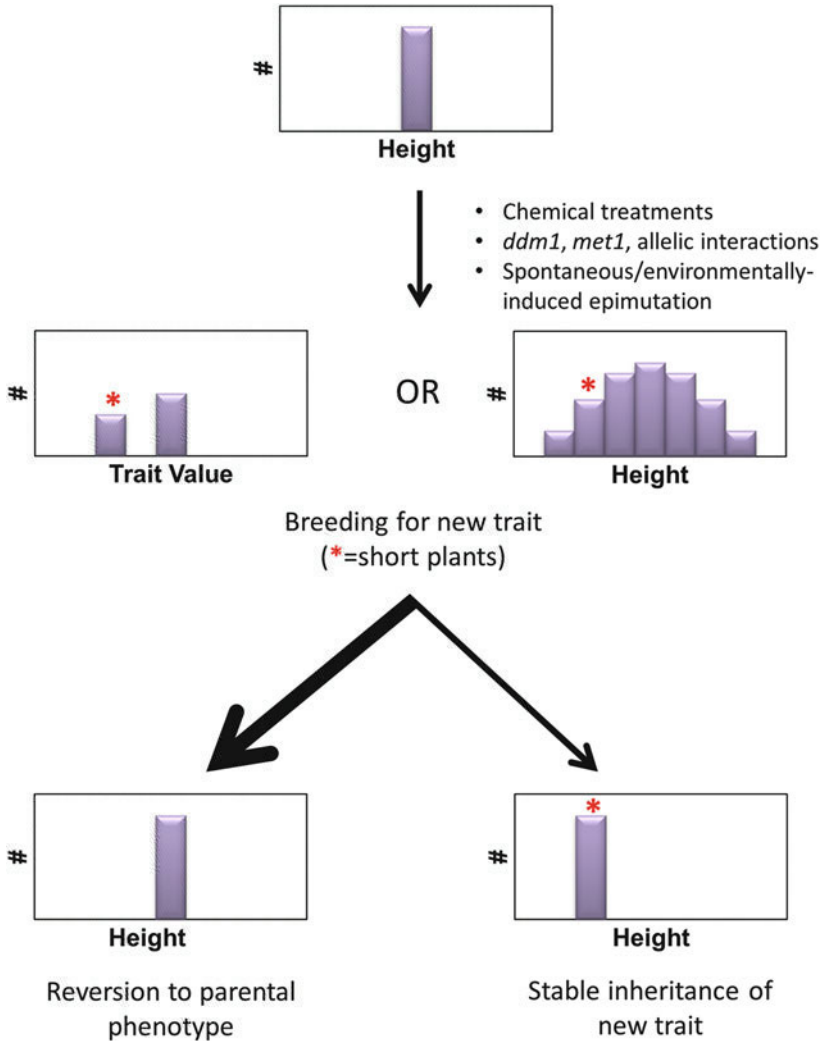 #
Height
• Chemical treatments
• ddm1, met1, allelic interactions
• Spontaneous/environmentally-
induced epimutation
#
*
Trait Value
OR
#
*
Height
Breeding for new trait
(*=short plants)
#
Height
Reversion to parental
phenotype
#
*
Height
Stable inheritance of
new trait